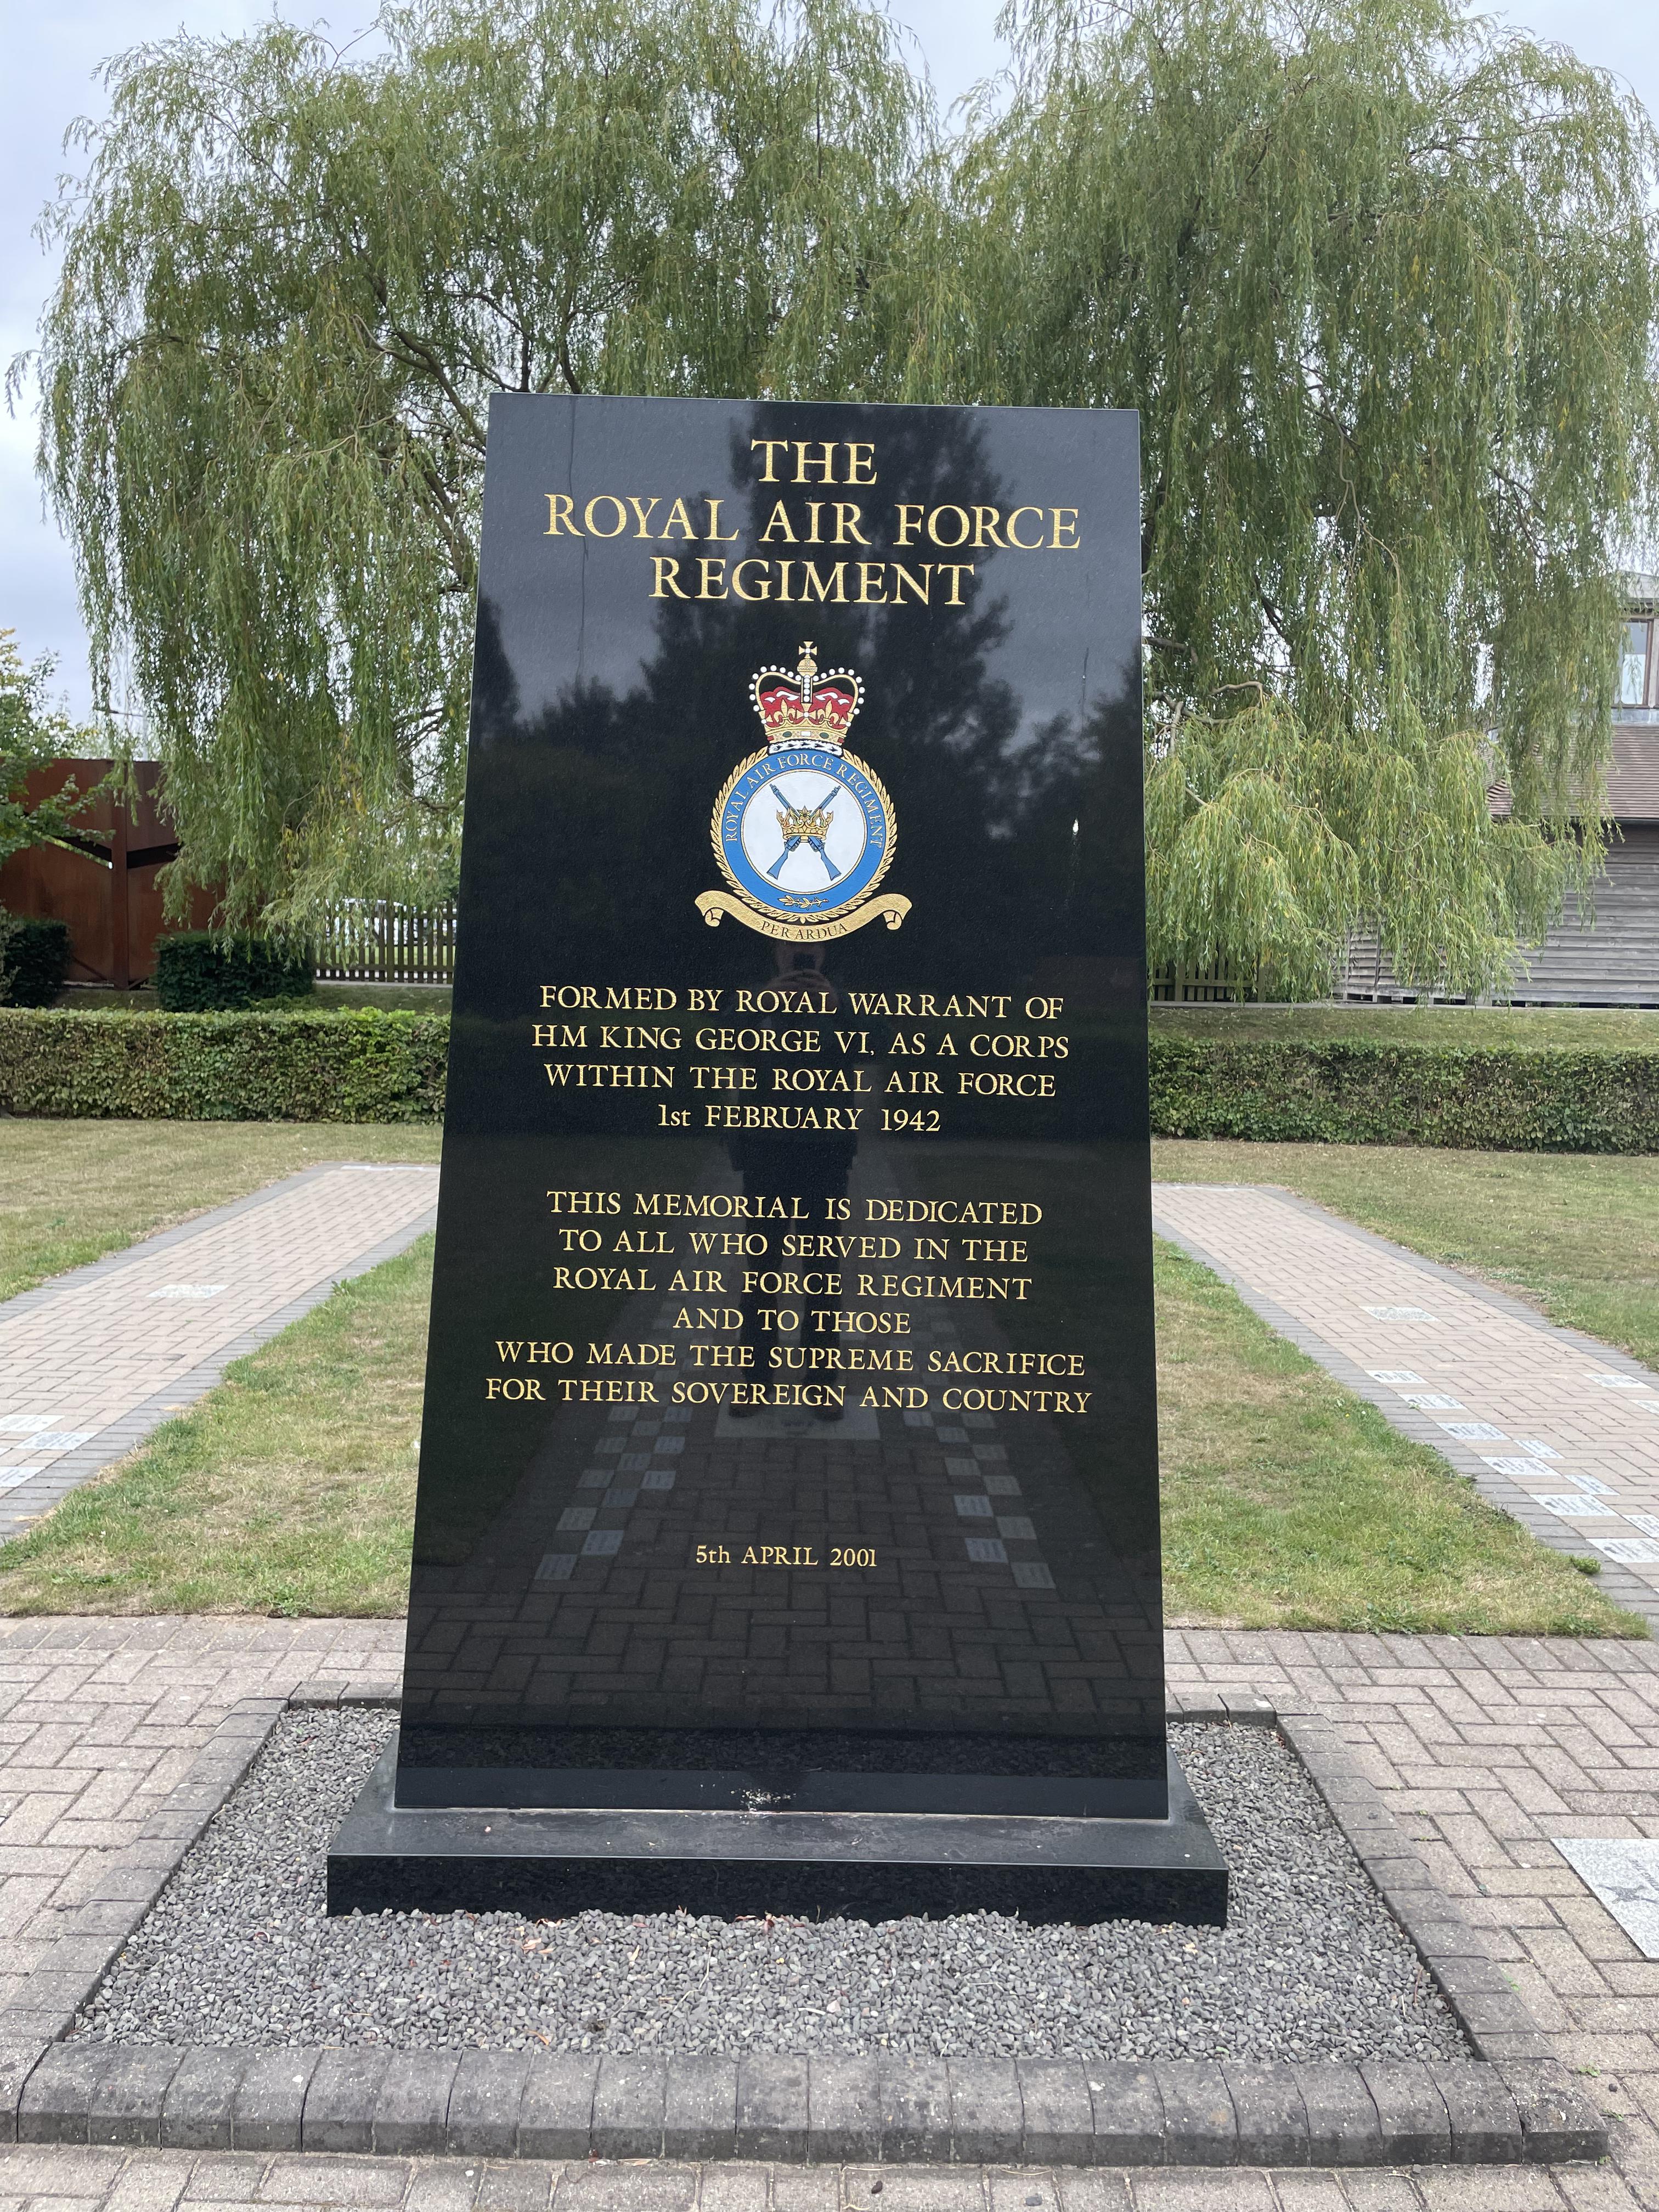 THE
ROYAL AIR FORCE
REGIMENT
ROYAL AIR FORCE REGIMENT
PER ARDUA
FORMED BY ROYAL WARRANT OF
HM KING GEORGE VI, AS A CORPS
WITHIN THE ROYAL AIR FORCE
1st FEBRUARY 1942
THIS MEMORIAL IS DEDICATED
TO ALL WHO SERVED IN THE
ROYAL AIR FORCE REGIMENT
AND TO THOSE
WHO MADE THE SUPREME SACRIFICE
FOR THEIR SOVEREIGN AND COUNTRY
5th APRIL 2001